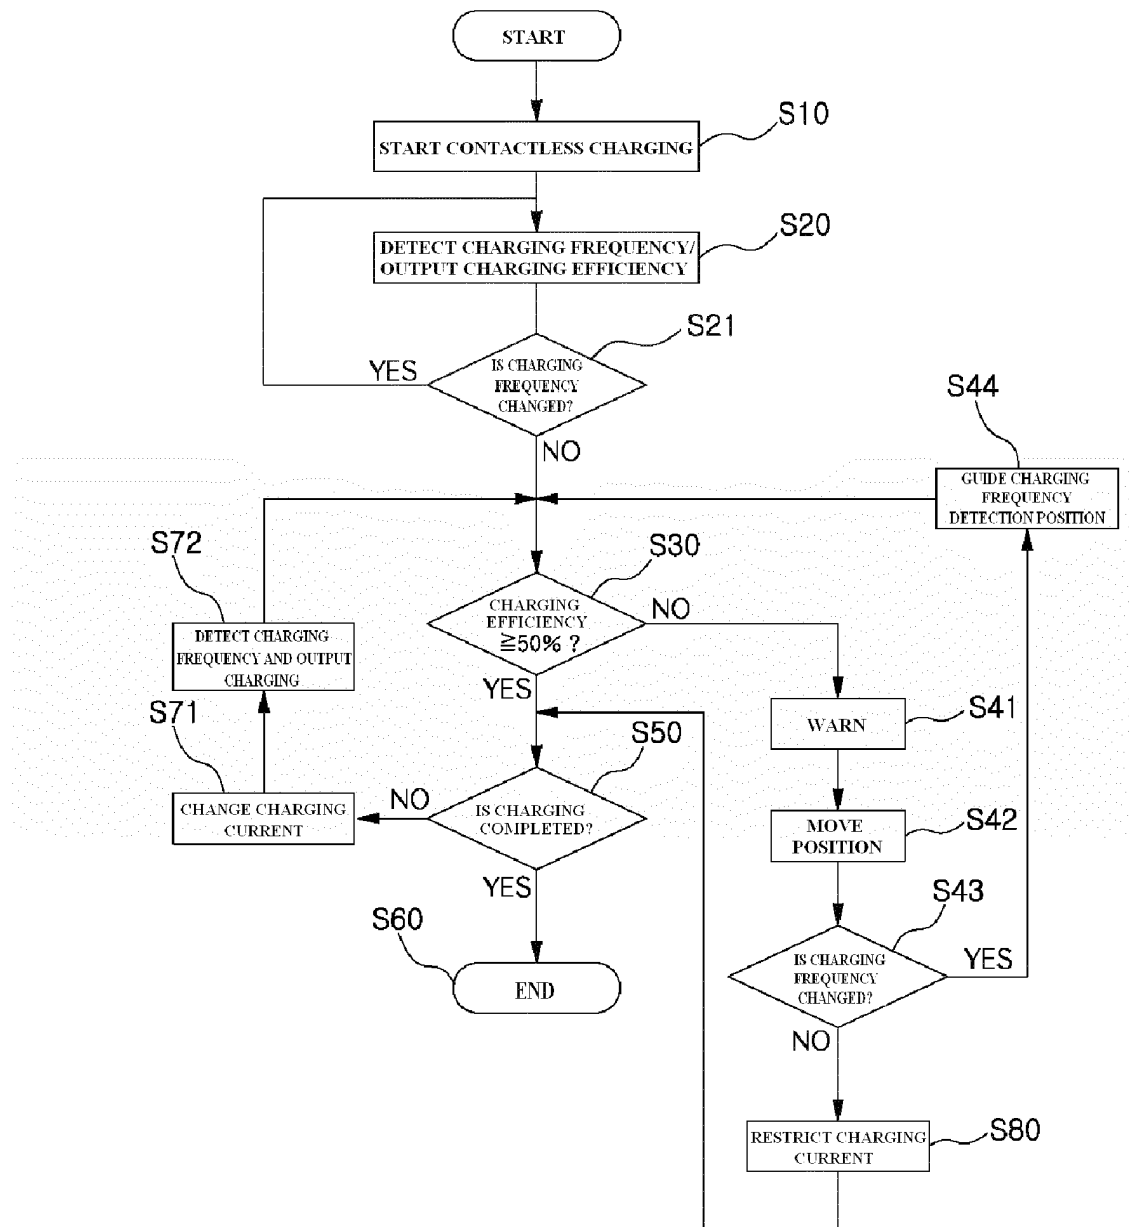 START
S10
START CONTACTLESS CHARGING
S20
DETECT CHARGING FREQUENCY/
OUTPUT CHARGING EFFICIENCY
S21
YES
IS CHARGING
FREQUENCY
CHANGED?
NO
S44
GUIDE CHARGING
FREQUENCY
DETECTION POSITION
S72
DETECT CHARGING
FREQUENCY AND OUTPUT
CHARGING
S30
CHARGING
EFFICIENCY
≧50% ?
NO
YES
S71
CHANGE CHARGING
CURRENT
S41
WARN
S50
NO
IS CHARGING
COMPLETED?
YES
S42
MOVE
POSITION
S43
IS CHARGING
FREQUENCY
CHANGED?
YES
NO
S60
END
S80
RESTRICT CHARGING
CURRENT